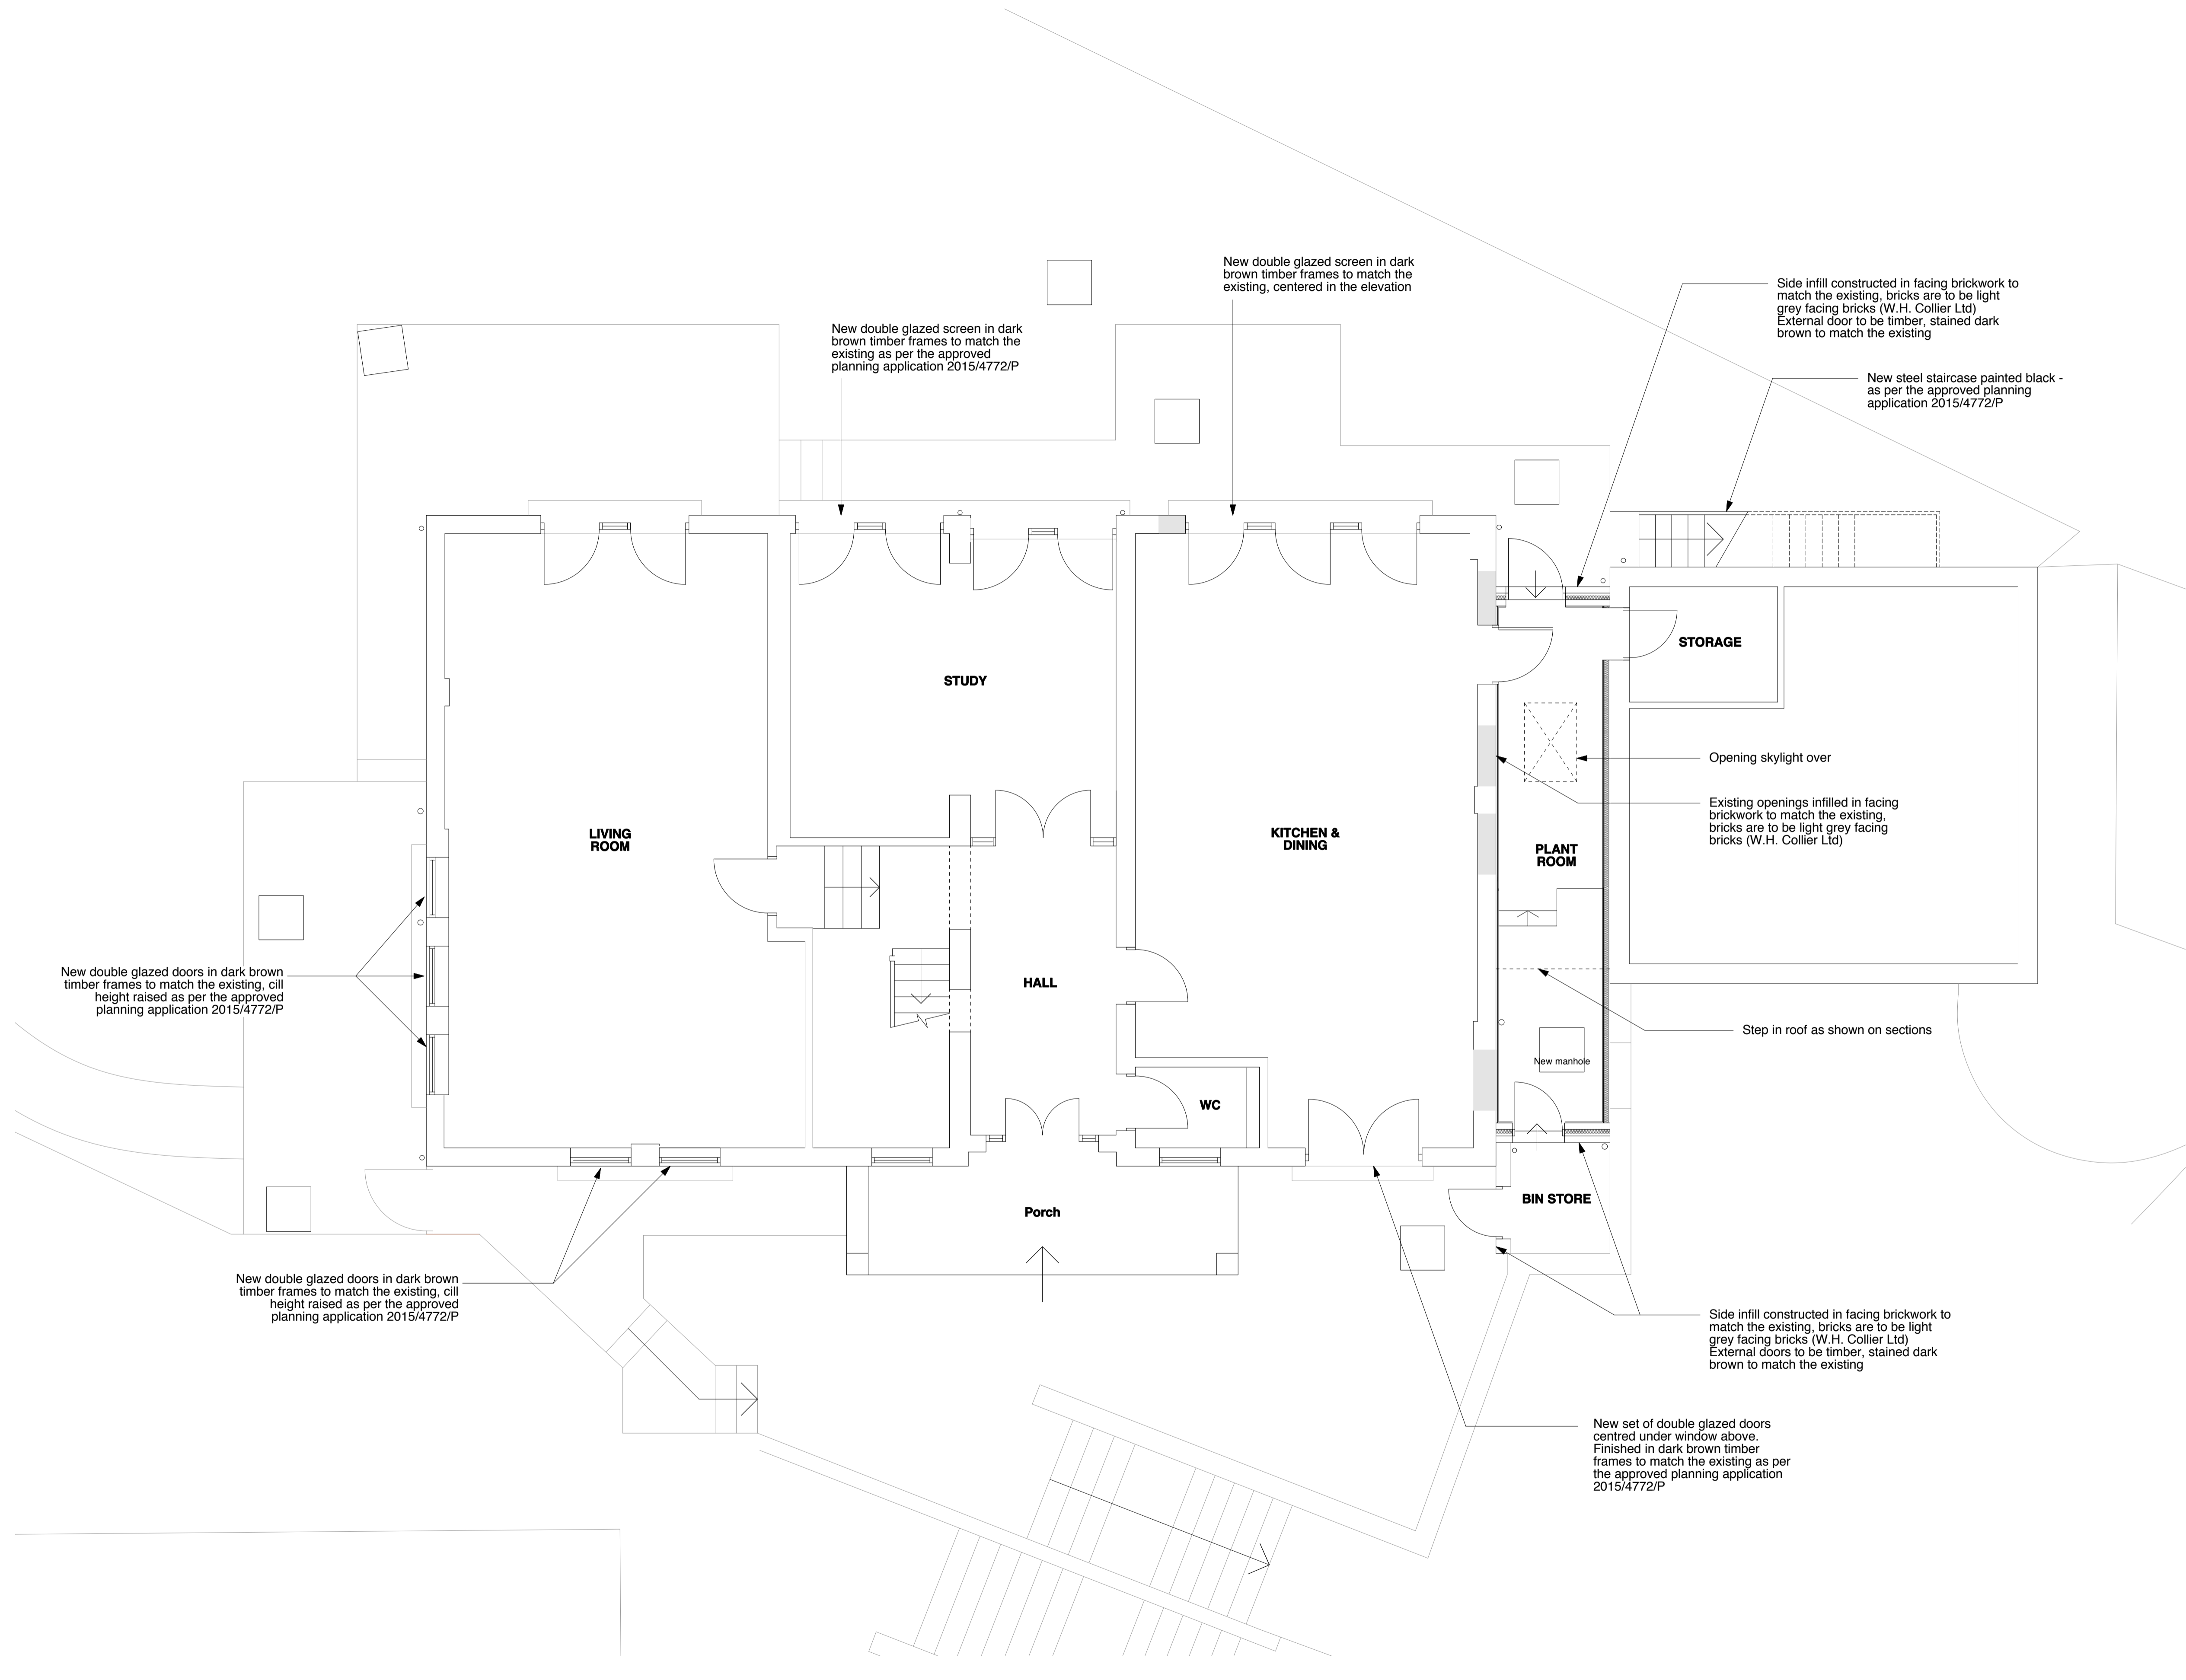 New double glazed screen in dark
brown timber frames to match the
existing, centered in the elevation
Side infill constructed in facing brickwork to
match the existing, bricks are to be light
grey facing bricks (W.H. Collier Ltd)
External door to be timber, stained dark
brown to match the existing
New double glazed screen in dark
brown timber frames to match the
existing as per the approved
planning application 2015/4772/P
New steel staircase painted black -
as per the approved planning
application 2015/4772/P
STORAGE
STUDY
Opening skylight over
Existing openings infilled in facing
brickwork to match the existing,
bricks are to be light grey facing
bricks (W.H. Collier Ltd)
LIVING
ROOM
KITCHEN &
DINING
PLANT
ROOM
New double glazed doors in dark brown
timber frames to match the existing, cill
height raised as per the approved
planning application 2015/4772/P
HALL
Step in roof as shown on sections
New manhole
WC
BIN STORE
Porch
New double glazed doors in dark brown
timber frames to match the existing, cill
height raised as per the approved
planning application 2015/4772/P
Side infill constructed in facing brickwork to
match the existing, bricks are to be light
grey facing bricks (W.H. Collier Ltd)
External doors to be timber, stained dark
brown to match the existing
New set of double glazed doors
centred under window above.
Finished in dark brown timber
frames to match the existing as per
the approved planning application
2015/4772/P